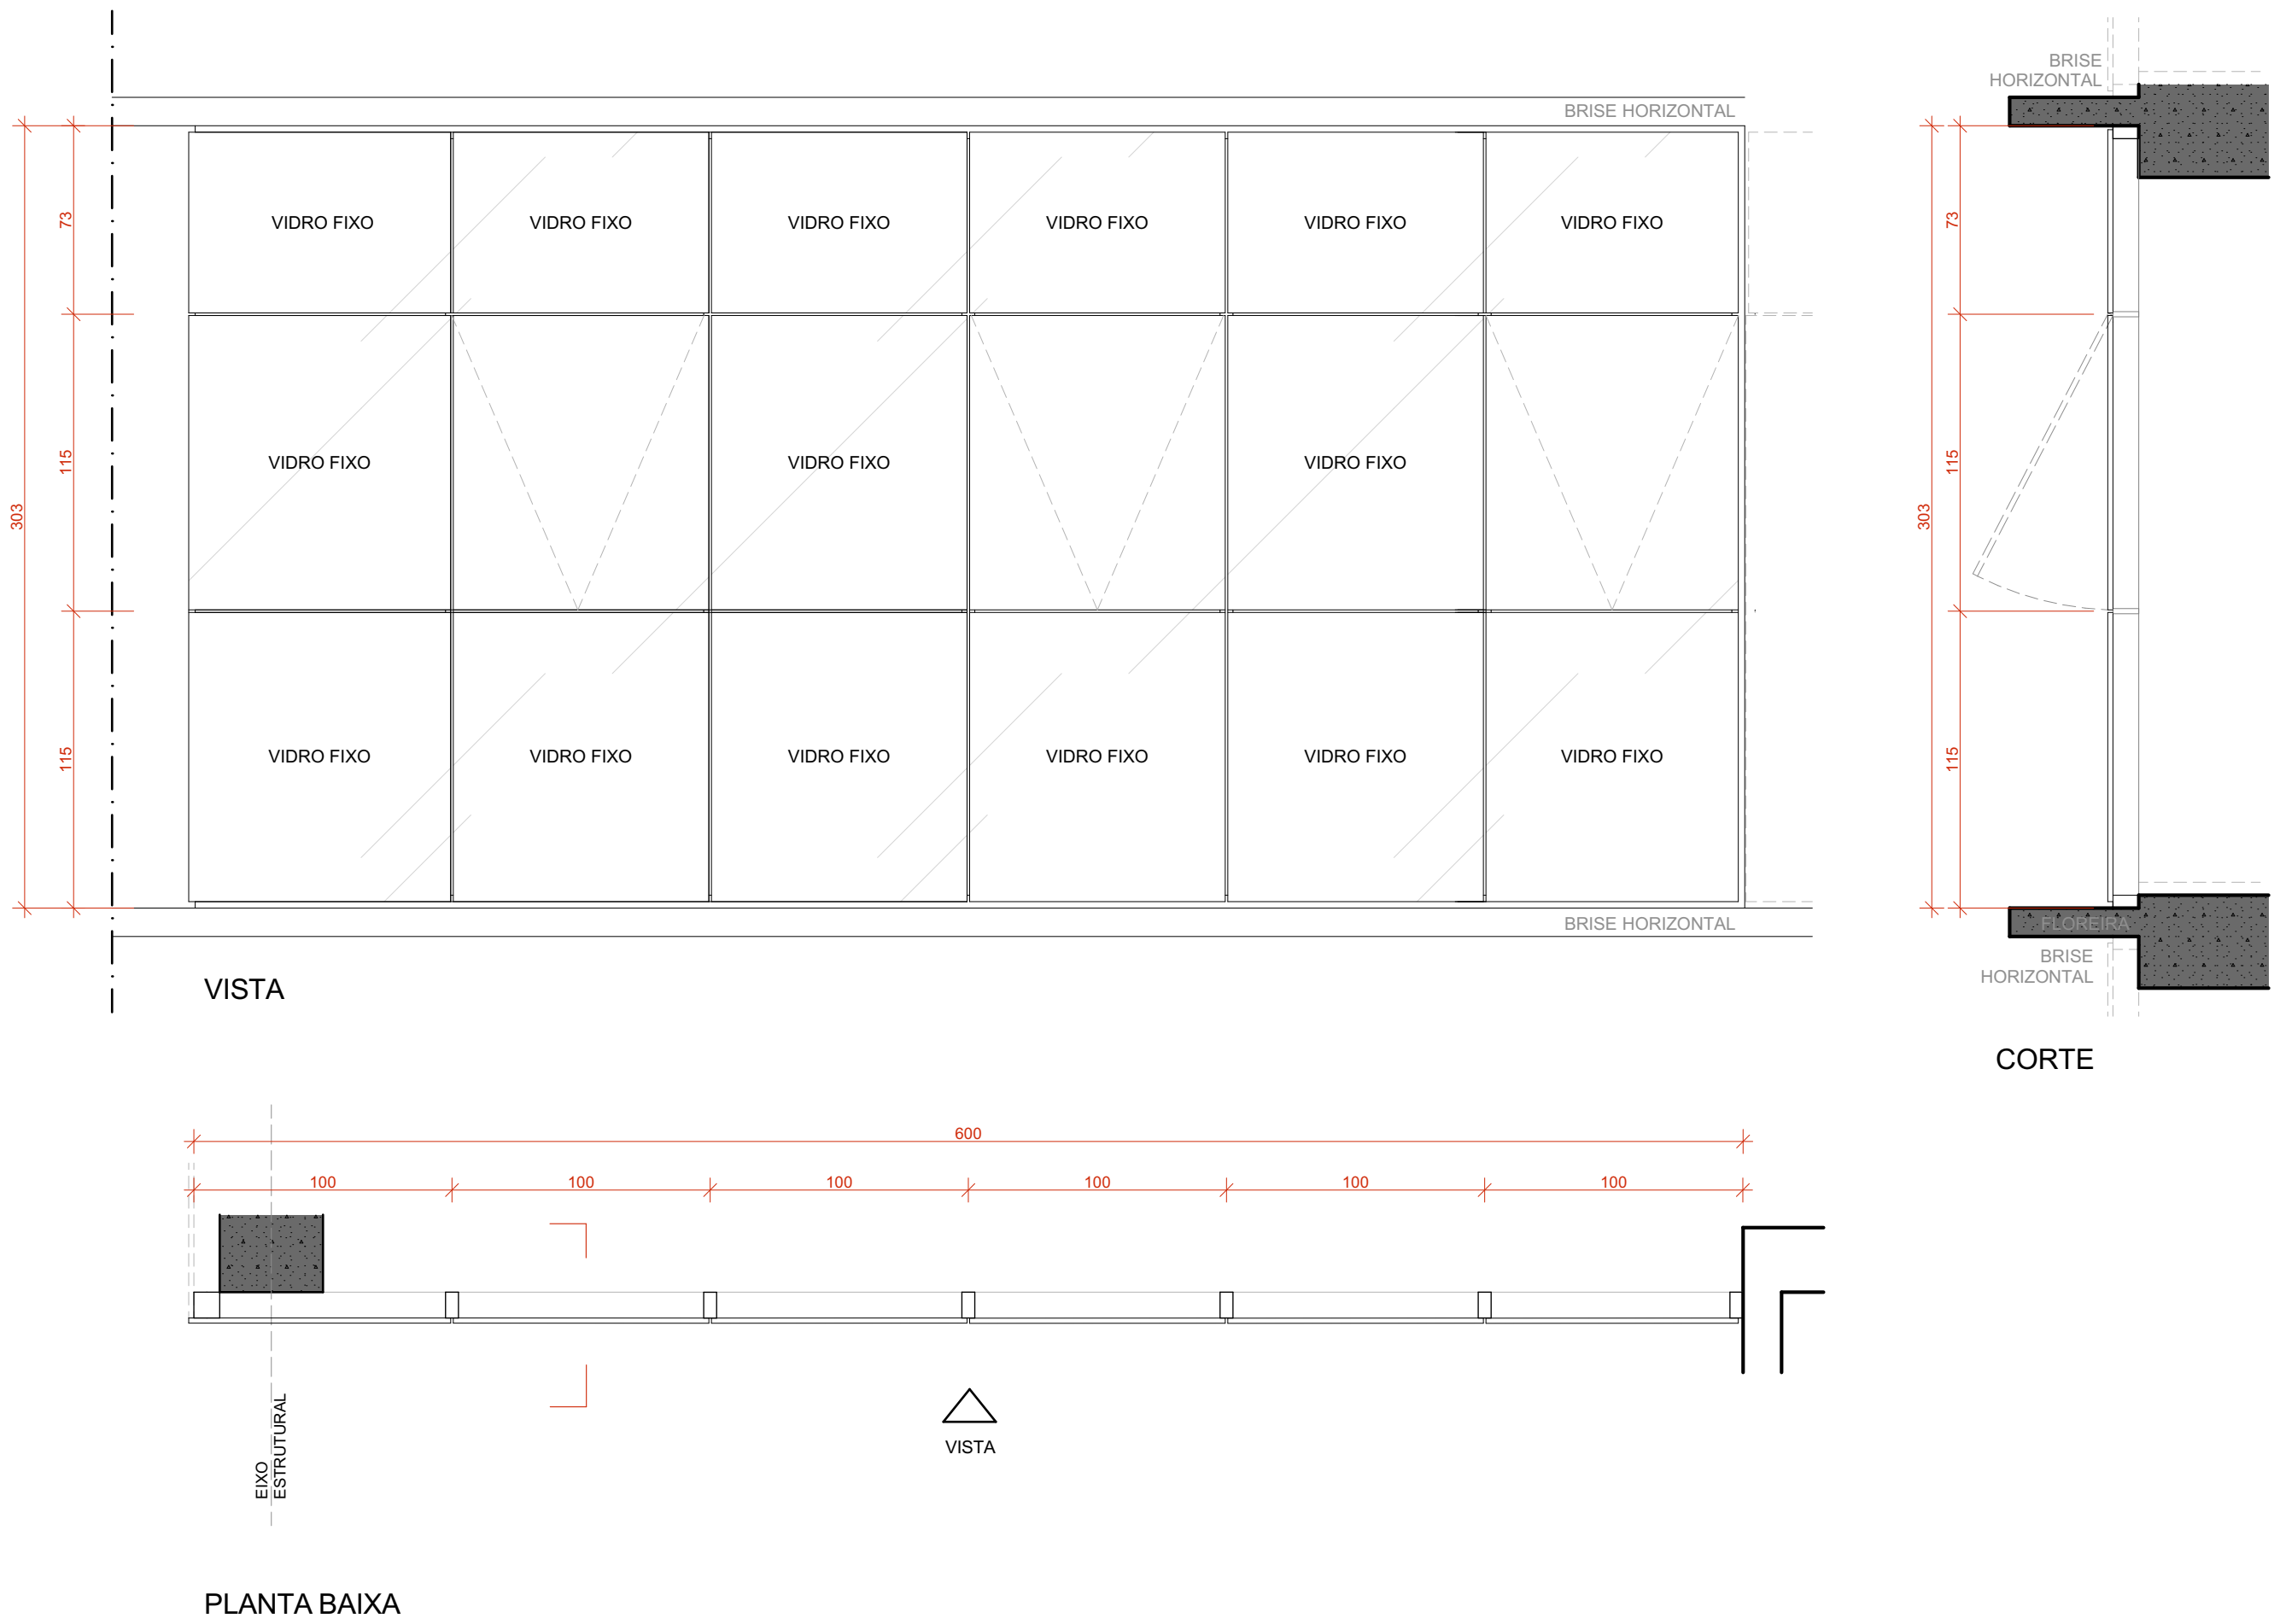 BRISE
HORIZONTAL
BRISE HORIZONTAL
303
73
115
115
VIDRO FIXO VIDRO FIXO VIDRO FIXO VIDRO FIXO VIDRO FIXO VIDRO FIXO
VIDRO FIXO VIDRO FIXO VIDRO FIXO
VIDRO FIXO VIDRO FIXO VIDRO FIXO VIDRO FIXO VIDRO FIXO VIDRO FIXO
BRISE HORIZONTAL
VISTA
303
73
115
115
FLOREIRA
BRISE
HORIZONTAL
CORTE
600
100 100 100 100 100 100
EIXO
ESTRUTURAL
VISTA
PLANTA BAIXA